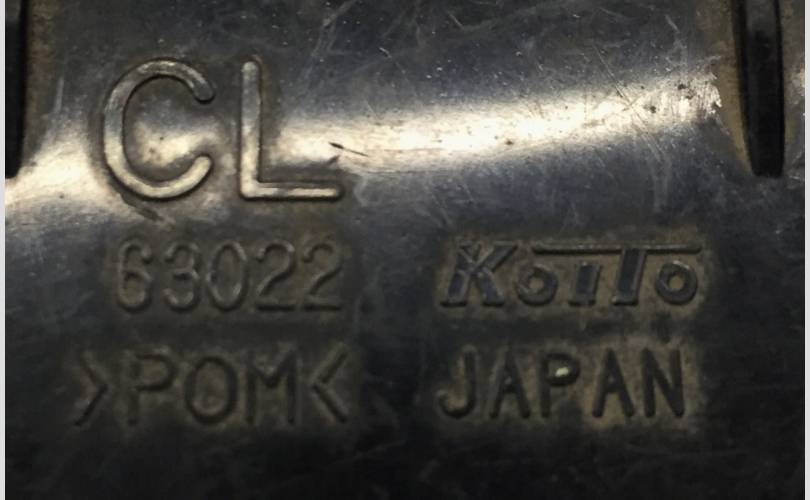 CL
63022 KoiTo
>POM< JAPAN